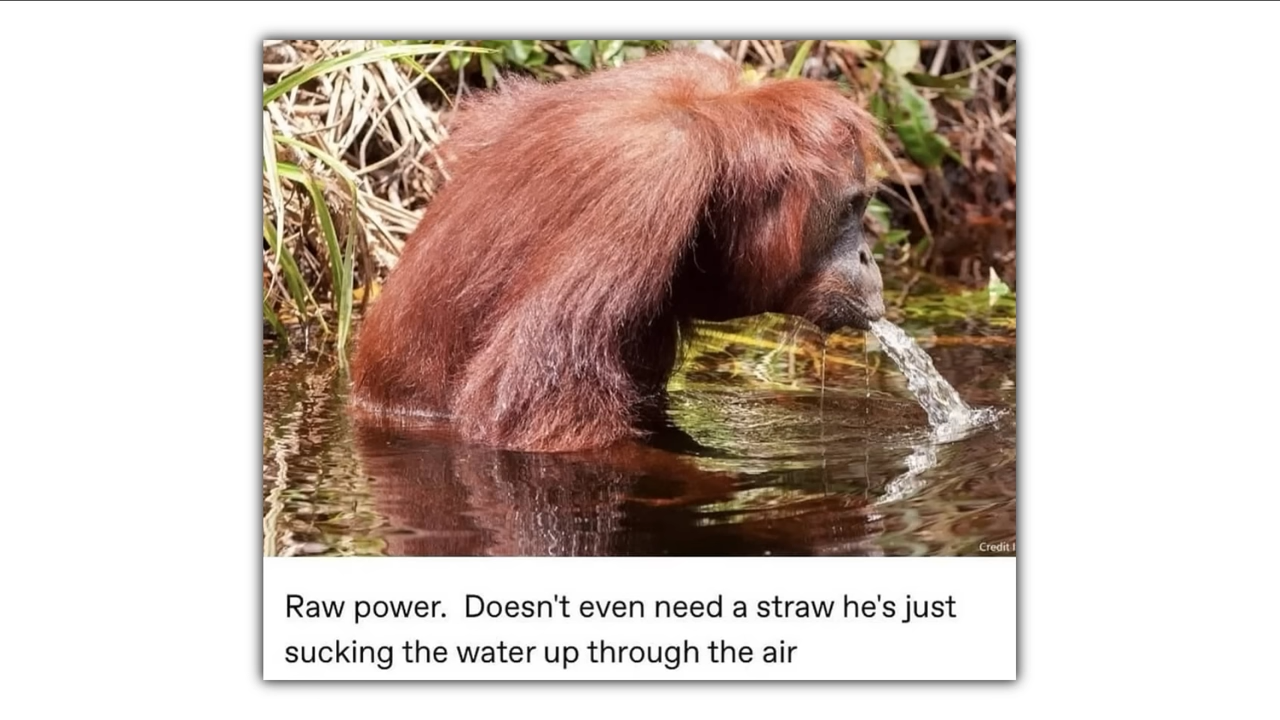 Credit
Raw power.  Doesn't even need a straw he's just
sucking the water up through the air